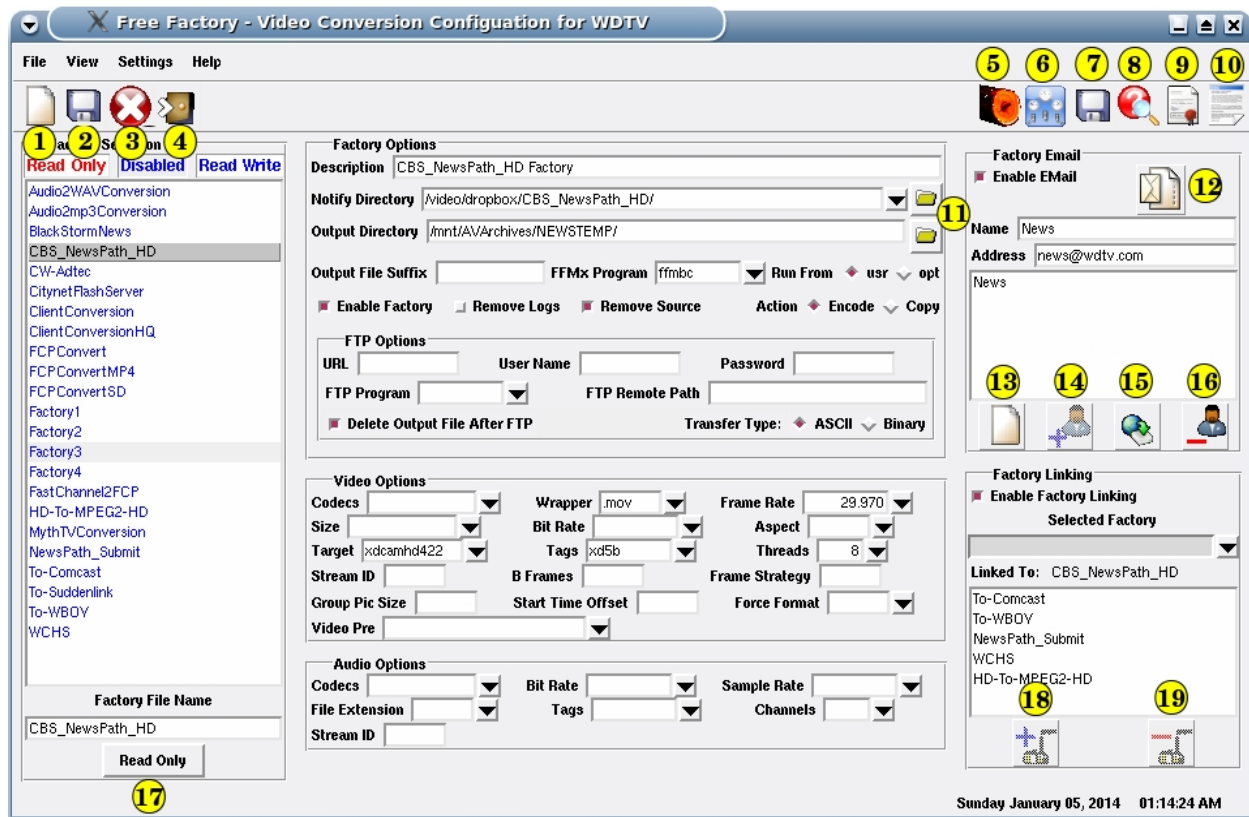 Free Factory - Video Conversion Configuation for WDTV
File View Settings Help
1 2 3 4
5 6 7 8 9 10
Read Only Disabled Read Write
Audio2WAVConversion
Audio2mp3Conversion
BlackStormNews
CBS_NewsPath_HD
CW-Adtec
CitynetFlashServer
ClientConversion
ClientConversionHQ
FCPConvert
FCPConvertMP4
FCPConvertSD
Factory1
Factory2
Factory3
Factory4
FastChannel2FCP
HD-To-MPEG2-HD
MythTVConversion
NewsPath_Submit
To-Comcast
To-Suddenlink
To-WBOY
WCHS
Factory File Name
CBS_NewsPath_HD
Read Only
17
Factory Options
Description CBS_NewsPath_HD Factory
Notify Directory /video/dropbox/CBS_NewsPath_HD/
11
Output Directory /mnt/AVArchives/NEWSTEMP/
Output File Suffix FFMx Program ffmbc Run From usr opt
Enable Factory Remove Logs Remove Source Action Encode Copy
FTP Options
URL User Name Password
FTP Program FTP Remote Path
Delete Output File After FTP Transfer Type: ASCII Binary
Video Options
Codecs Wrapper .mov Frame Rate 29.970
Size Bit Rate Aspect
Target xdcamhd422 Tags xd5b Threads 8
Stream ID B Frames Frame Strategy
Group Pic Size Start Time Offset Force Format
Video Pre
Audio Options
Codecs Bit Rate Sample Rate
File Extension Tags Channels
Stream ID
Factory Email
Enable EMail
12
Name News
Address news@wdtv.com
News
13 14 15 16
Factory Linking
Enable Factory Linking
Selected Factory
Linked To: CBS_NewsPath_HD
To-Comcast
To-WBOY
NewsPath_Submit
WCHS
HD-To-MPEG2-HD
18 19
Sunday January 05, 2014 01:14:24 AM